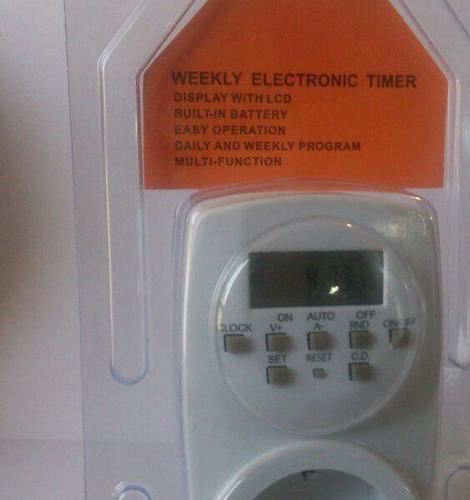 WEEKLY ELECTRONIC TIMER
DISPLAY WITH LCD
BUILT-IN BATTERY
EASY OPERATION
DAILY AND WEEKLY PROGRAM
MULTI-FUNCTION
ON AUTO OFF
CLOCK V+ Λ- RND ON/OFF
SET RESET C.D.